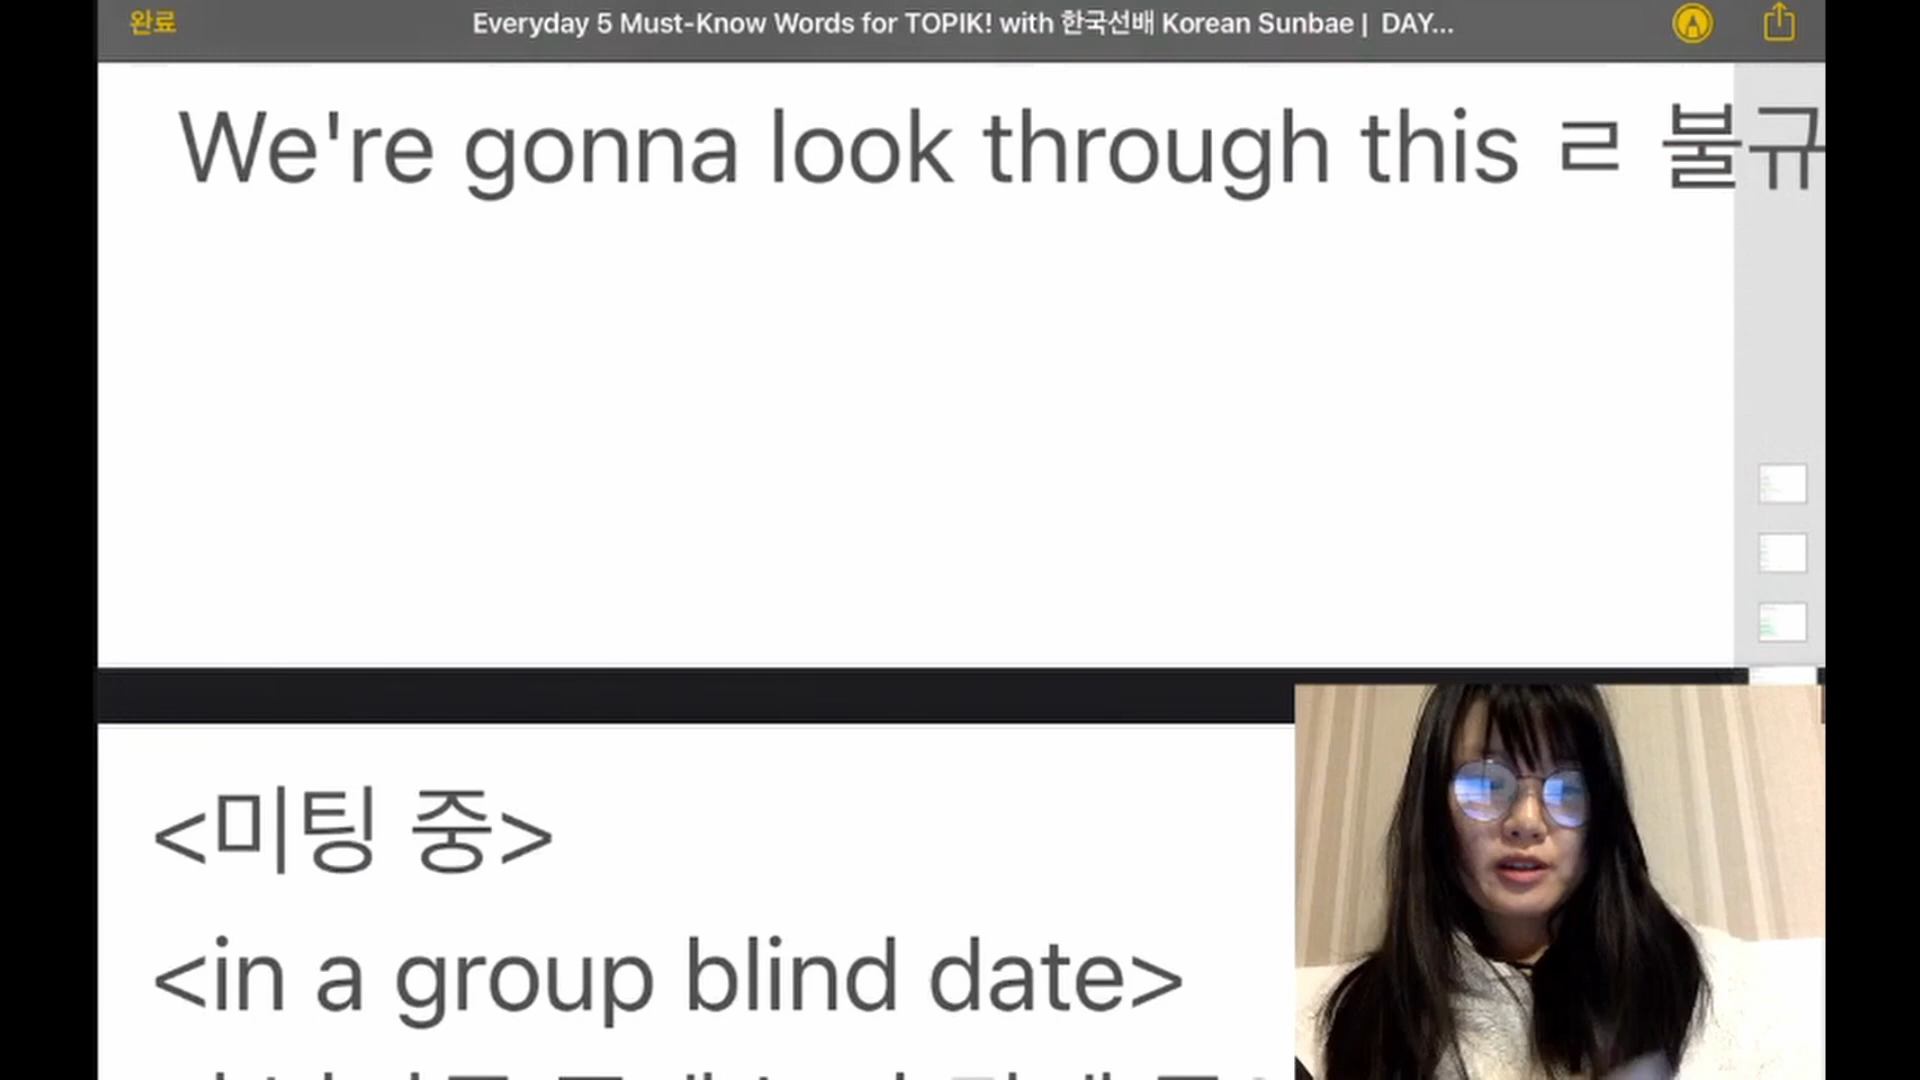 완료
Everyday 5 Must-Know Words for TOPIK! with 한국선배 Korean Sunbae | DAY...
We're gonna look through this ㄹ 불규
<미팅 중>
<in a group blind date>